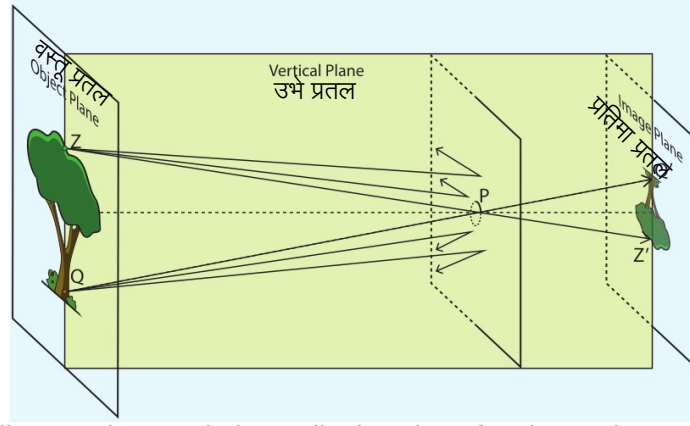 वस्तू प्रतल
Object Plane
Vertical Plane
उभे प्रतल
Image Plane
प्रतिमा प्रतल
Z
P
Q
Z'